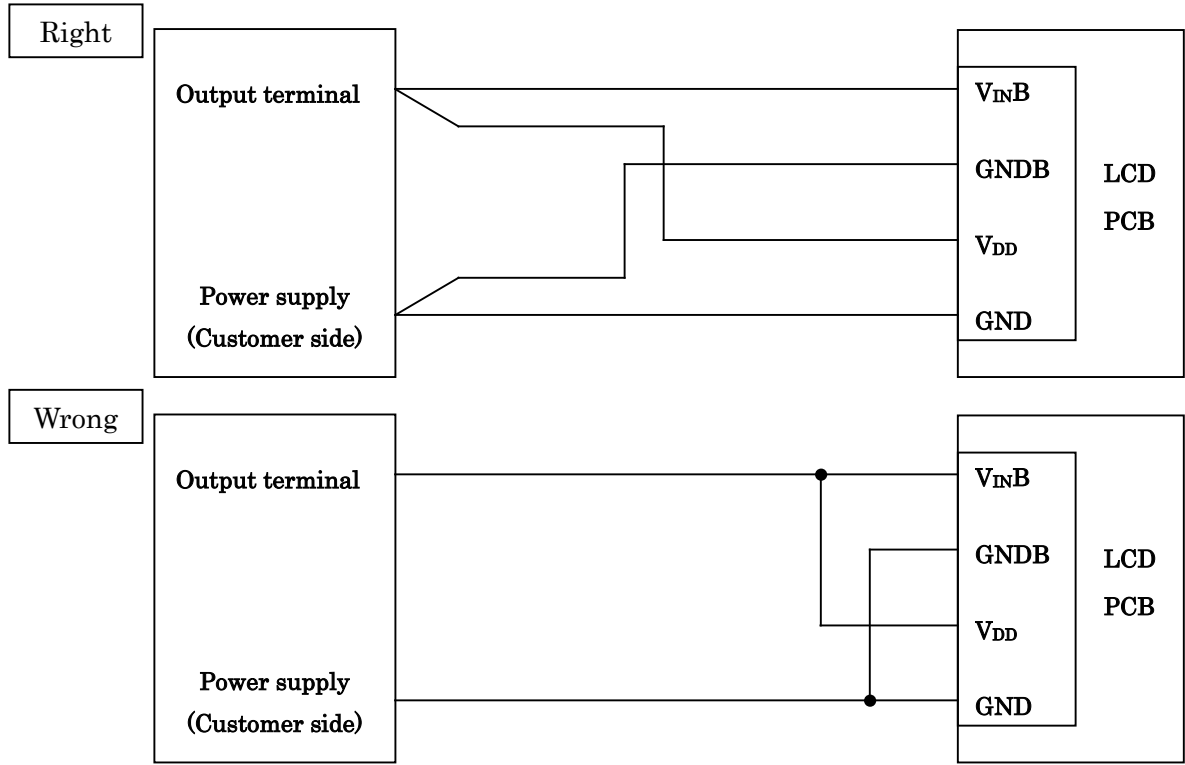 Right
Output terminal
Power supply
(Customer side)
VINB
GNDB
VDD
GND
LCD
PCB
Wrong
Output terminal
Power supply
(Customer side)
VINB
GNDB
VDD
GND
LCD
PCB